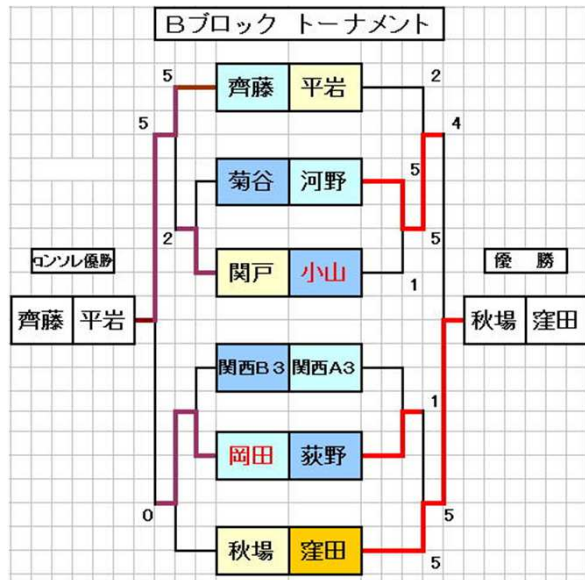 Bブロック トーナメント
5 齊藤 平岩 2
5 4
菊谷 河野 5
2 5
コンソレ優勝 関戸 小山 1 優 勝
齊藤 平岩 秋場 窪田
関西B3 関西A3
1
岡田 荻野
0 5
秋場 窪田 5